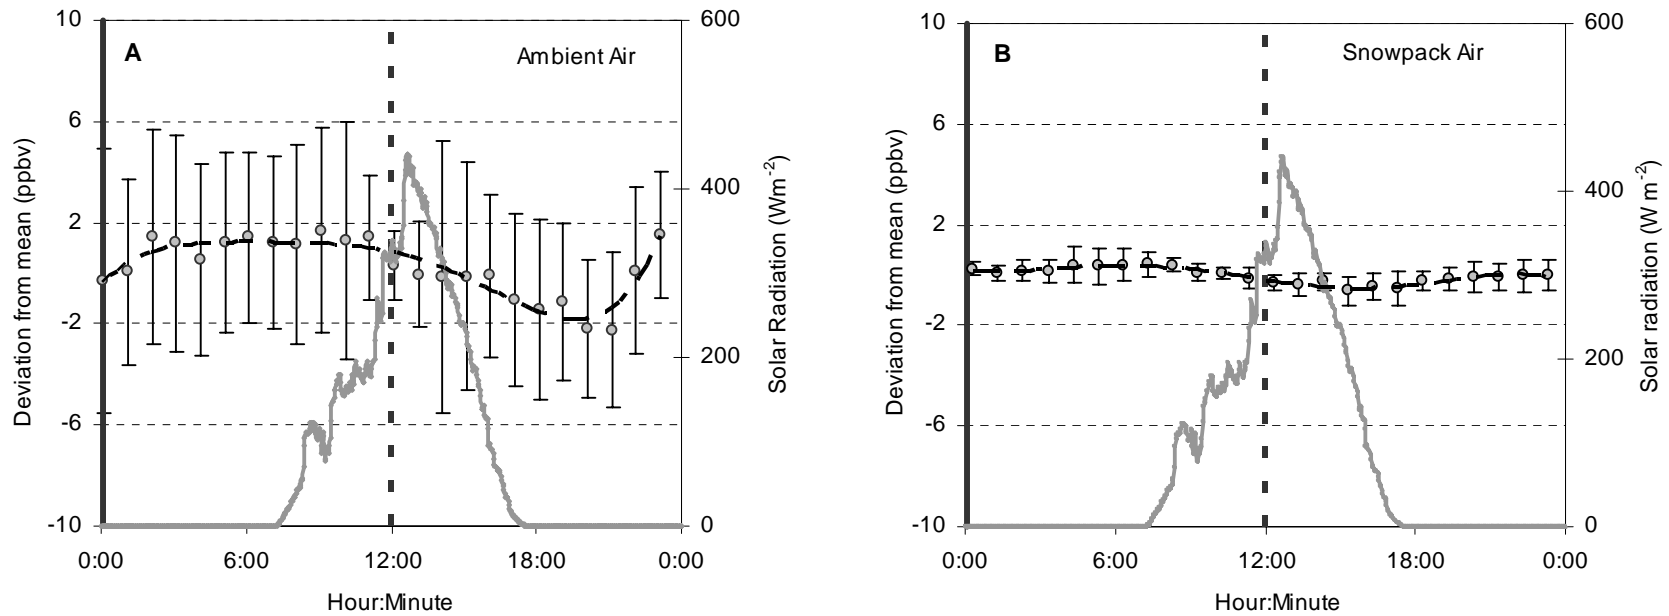 A
Ambient Air
Deviation from mean (ppbv)
10
6
2
-2
-6
-10
600
400
200
0
Solar Radiation (Wm-2)
0:00 6:00 12:00 18:00 0:00
Hour:Minute
B
Snowpack Air
Deviation from mean (ppbv)
10
6
2
-2
-6
-10
600
400
200
0
Solar radiation (W m-2)
0:00 6:00 12:00 18:00 0:00
Hour:Minute